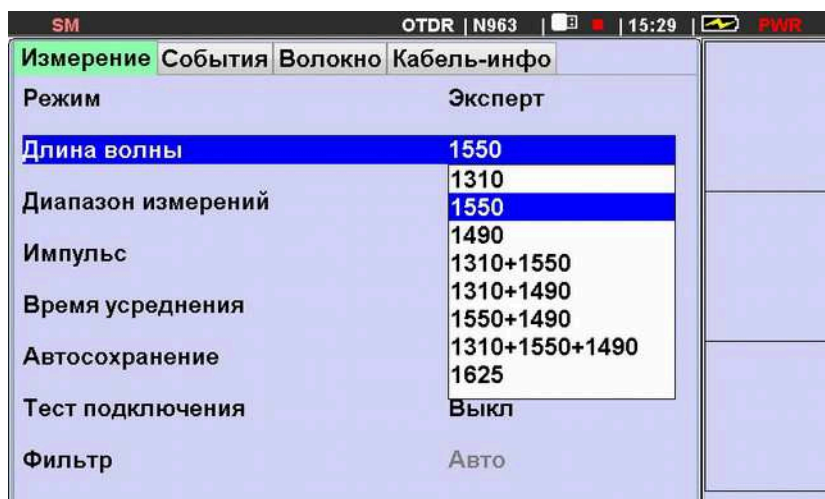 SM OTDR | N963 | | 15:29 | PWR
Измерение События Волокно Кабель-инфо
Режим Эксперт
Длина волны 1550
1310
Диапазон измерений 1550
1490
Импульс 1310+1550
1310+1490
Время усреднения 1550+1490
Автосохранение 1310+1550+1490
1625
Тест подключения Выкл
Фильтр Авто